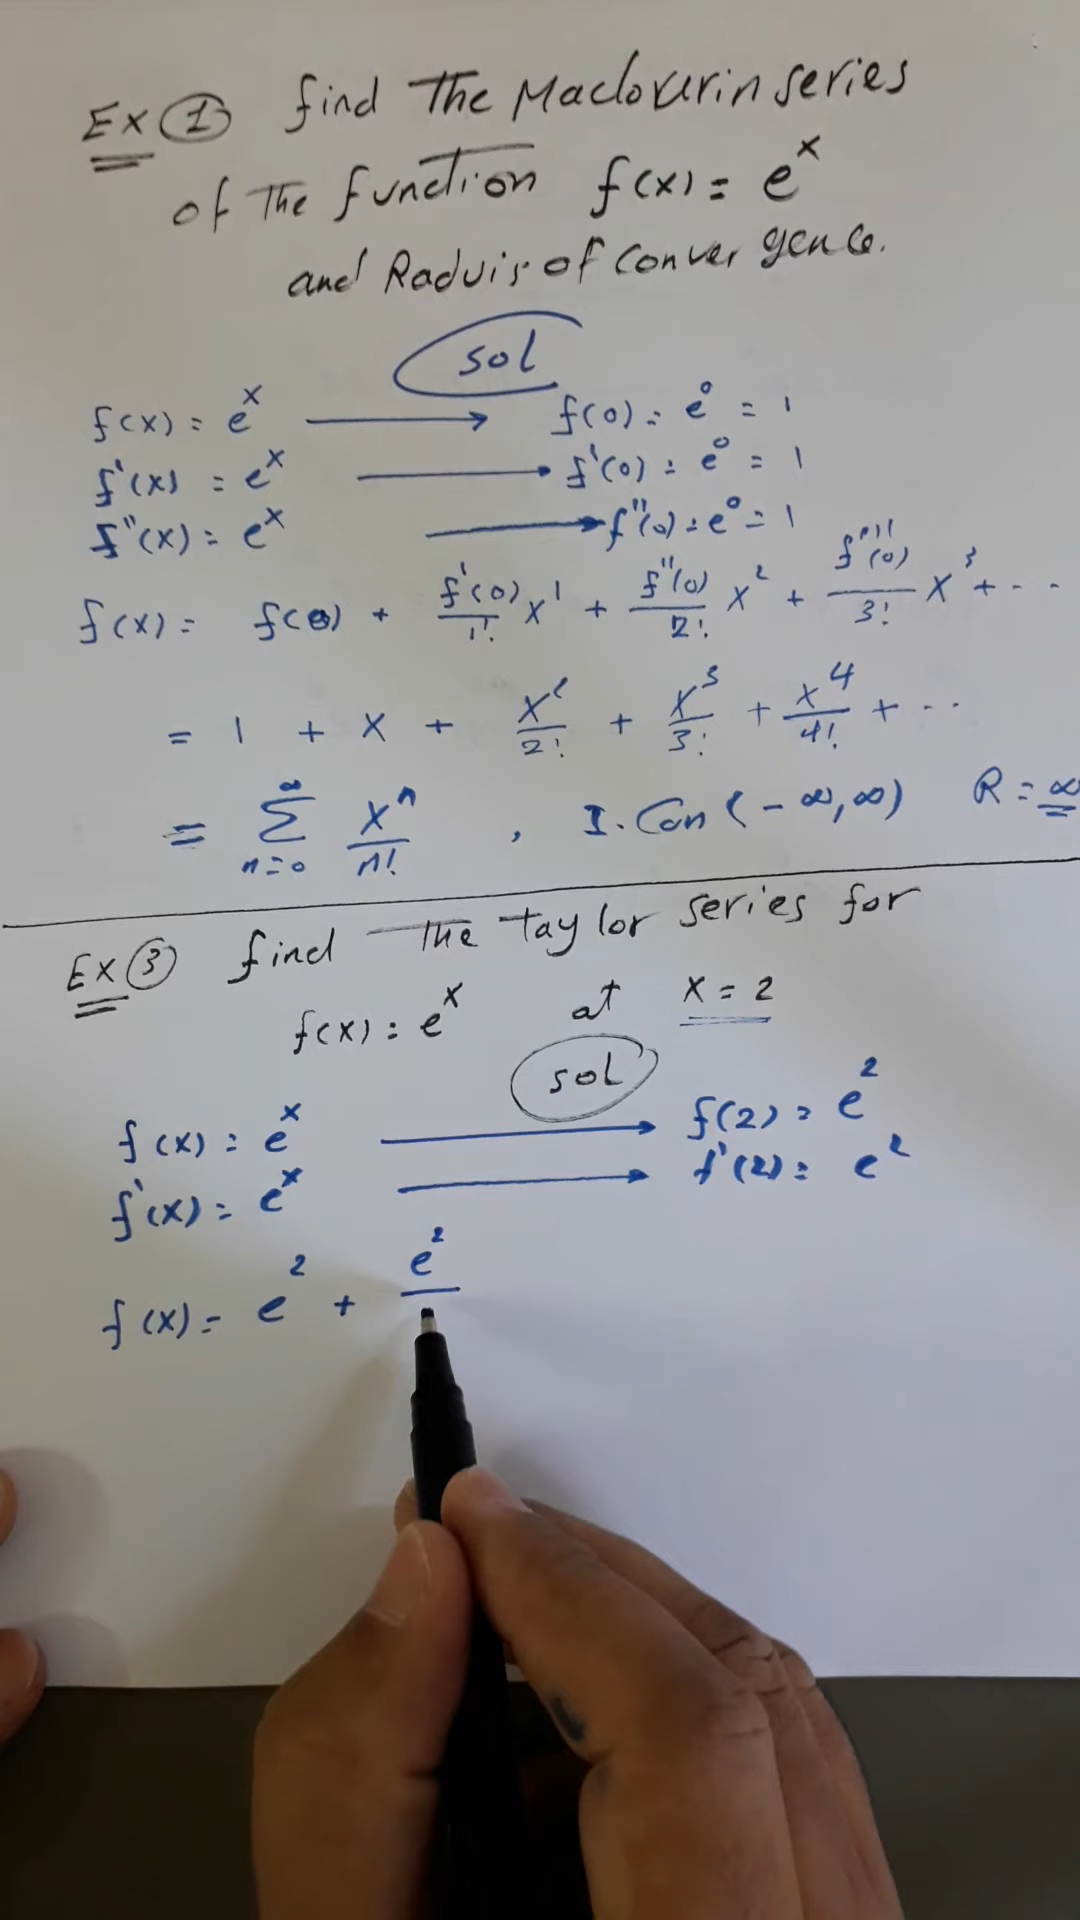 EX ① find The Maclourin series
of The function f(x) = e^x
and Raduis of Convergence.
sol
f(x) = e^x ⟶ f(0) = e^0 = 1
f'(x) = e^x ⟶ f'(0) = e^0 = 1
f''(x) = e^x ⟶ f''(0) = e^0 = 1
f(x) = f(0) + f'(0)/1! x^1 + f''(0)/2! x^2 + f'''(0)/3! x^3 + - -
= 1 + x + x^2/2! + x^3/3! + x^4/4! + - -
= ∑_{n=0}^{∞} x^n/n! , I. Con (-∞,∞) R = ∞
EX ③ find The taylor series for
f(x) = e^x at x = 2
sol
f(x) = e^x ⟶ f(2) = e^2
f'(x) = e^x ⟶ f'(2) = e^2
f(x) = e^2 + e^2/